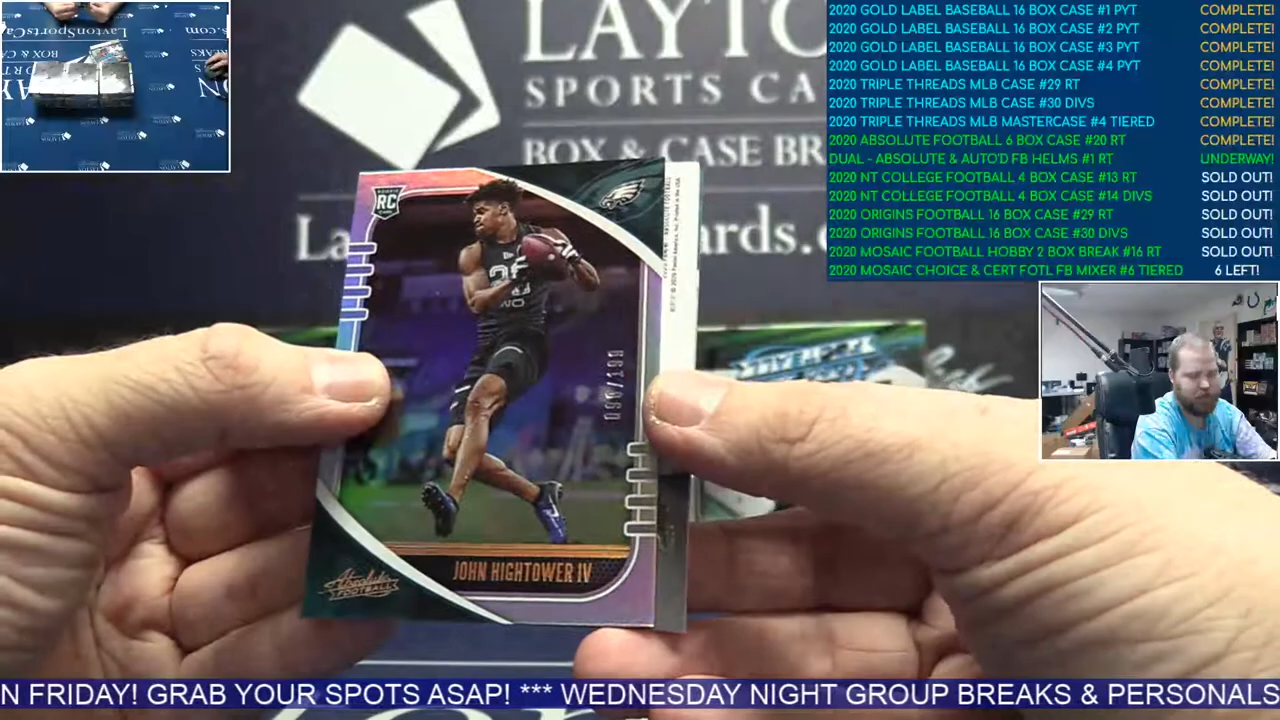 LaytonSportsCa
LAYTO
SPORTS CA
BOX & CASE BR
La
rds.c
2020 GOLD LABEL BASEBALL 16 BOX CASE #1 PYT COMPLETE!
2020 GOLD LABEL BASEBALL 16 BOX CASE #2 PYT COMPLETE!
2020 GOLD LABEL BASEBALL 16 BOX CASE #3 PYT COMPLETE!
2020 GOLD LABEL BASEBALL 16 BOX CASE #4 PYT COMPLETE!
2020 TRIPLE THREADS MLB CASE #29 RT COMPLETE!
2020 TRIPLE THREADS MLB CASE #30 DIVS COMPLETE!
2020 TRIPLE THREADS MLB MASTERCASE #4 TIERED COMPLETE!
2020 ABSOLUTE FOOTBALL 6 BOX CASE #20 RT COMPLETE!
DUAL - ABSOLUTE & AUTO'D FB HELMS #1 RT UNDERWAY!
2020 NT COLLEGE FOOTBALL 4 BOX CASE #13 RT SOLD OUT!
2020 NT COLLEGE FOOTBALL 4 BOX CASE #14 DIVS SOLD OUT!
2020 ORIGINS FOOTBALL 16 BOX CASE #29 RT SOLD OUT!
2020 ORIGINS FOOTBALL 16 BOX CASE #30 DIVS SOLD OUT!
2020 MOSAIC FOOTBALL HOBBY 2 BOX BREAK #16 RT SOLD OUT!
2020 MOSAIC CHOICE & CERT FOTL FB MIXER #6 TIERED 6 LEFT!
RC
JOHN HIGHTOWER IV
Absolute
FOOTBALL
N FRIDAY! GRAB YOUR SPOTS ASAP! *** WEDNESDAY NIGHT GROUP BREAKS & PERSONALS